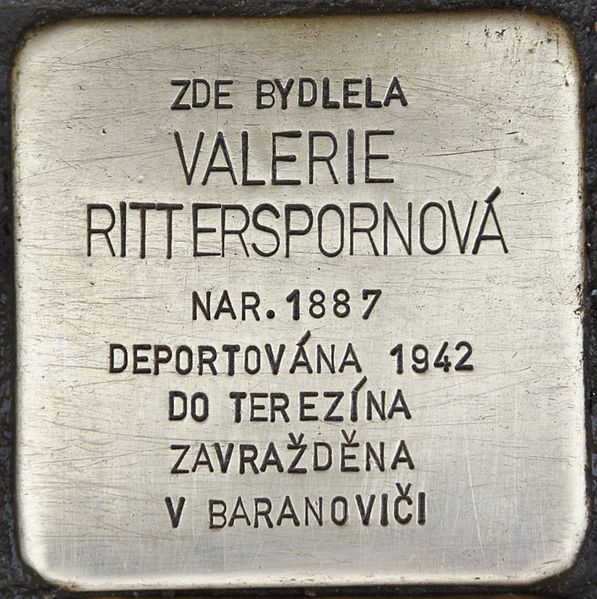 ZDE BYDLELA
VALERIE
RITTERSPORNOVÁ
NAR. 1887
DEPORTOVÁNA 1942
DO TEREZÍNA
ZAVRAŽDĚNA
V BARANOVIČI